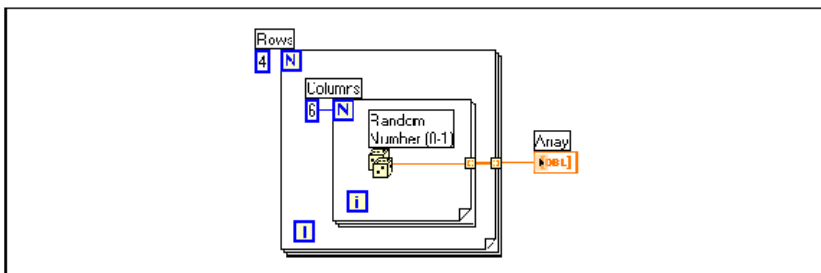 Rows
4 N
Columns
6 N
Random
Number (0-1)
Array
[DBL]
i
i